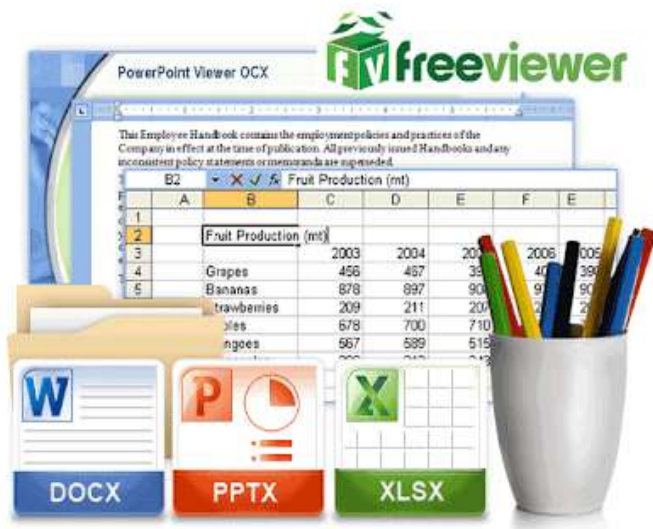 freeviewer
PowerPoint Viewer OCX
This Employee Handbook contains the employment policies and practices of the
Company in effect at the time of publication. All previously issued Handbooks and any
inconsistent policy statements or memoranda are superseded.
B2 fx Fruit Production (mt)
A B C D E F E
1
2 Fruit Production (mt)
3 2003 2004 2006
4 Grapes 456 467
5 Bananas 878 897
209 211 207
678 700 710
567 589 515
W P X
DOCX PPTX XLSX